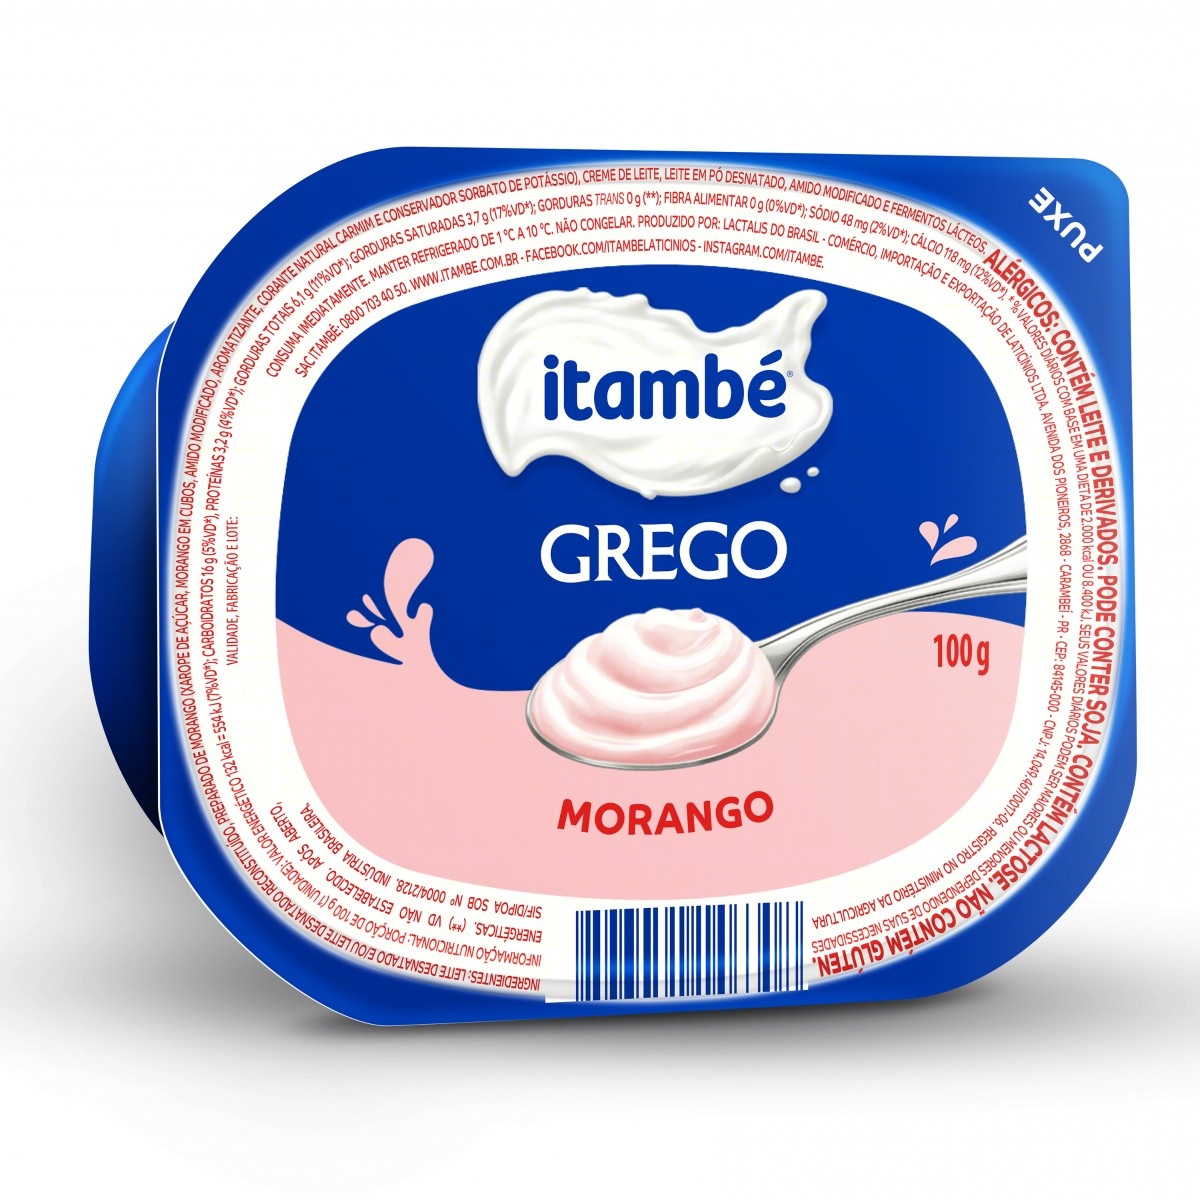 PUXE
INGREDIENTES: LEITE DESNATADO E/OU LEITE DESNATADO RECONSTITUÍDO, PREPARADO DE MORANGO (XAROPE DE AÇÚCAR, MORANGO EM CUBOS, AMIDO MODIFICADO, AROMATIZANTE, CORANTE NATURAL CARMIM E CONSERVADOR SORBATO DE POTÁSSIO), CREME DE LEITE, LEITE EM PÓ DESNATADO, AMIDO MODIFICADO E FERMENTOS LÁCTEOS. ALÉRGICOS: CONTÉM LEITE E DERIVADOS. PODE CONTER SOJA. CONTÉM LACTOSE. NÃO CONTÉM GLÚTEN.
INFORMAÇÃO NUTRICIONAL: PORÇÃO DE 100 g (1 UNIDADE); VALOR ENERGÉTICO 132 kcal = 554 kJ (7%VD*); CARBOIDRATOS 16 g (5%VD*); PROTEÍNAS 3,2 g (4%VD*); GORDURAS TOTAIS 6,1 g (11%VD*); GORDURAS SATURADAS 3,7 g (17%VD*); GORDURAS TRANS 0 g (**); FIBRA ALIMENTAR 0 g (0%VD*); SÓDIO 48 mg (2%VD*); CÁLCIO 118 mg (12%VD*). *% VALORES DIÁRIOS COM BASE EM UMA DIETA DE 2.000 kcal OU 8.400 kJ. SEUS VALORES DIÁRIOS PODEM SER MAIORES OU MENORES DEPENDENDO DE SUAS NECESSIDADES
ENERGÉTICAS. (**) VD NÃO ESTABELECIDO. APÓS ABERTO,
CONSUMA IMEDIATAMENTE. MANTER REFRIGERADO DE 1 °C A 10 °C. NÃO CONGELAR. PRODUZIDO POR: LACTALIS DO BRASIL - COMÉRCIO, IMPORTAÇÃO E EXPORTAÇÃO DE LATICÍNIOS LTDA. AVENIDA DOS PIONEIROS, 2868 - CARAMBEÍ - PR - CEP: 84145-000 - CNPJ: 14.049.467/0017-06 REGISTRO NO MINISTÉRIO DA AGRICULTURA
SIF/DIPOA SOB Nº 0004/2128. INDÚSTRIA BRASILEIRA.
VALIDADE, FABRICAÇÃO E LOTE:
SAC ITAMBÉ: 0800 703 40 50. WWW.ITAMBE.COM.BR - FACEBOOK.COM/ITAMBELATICINIOS - INSTAGRAM.COM/ITAMBE.
itambé®
GREGO
100 g
MORANGO